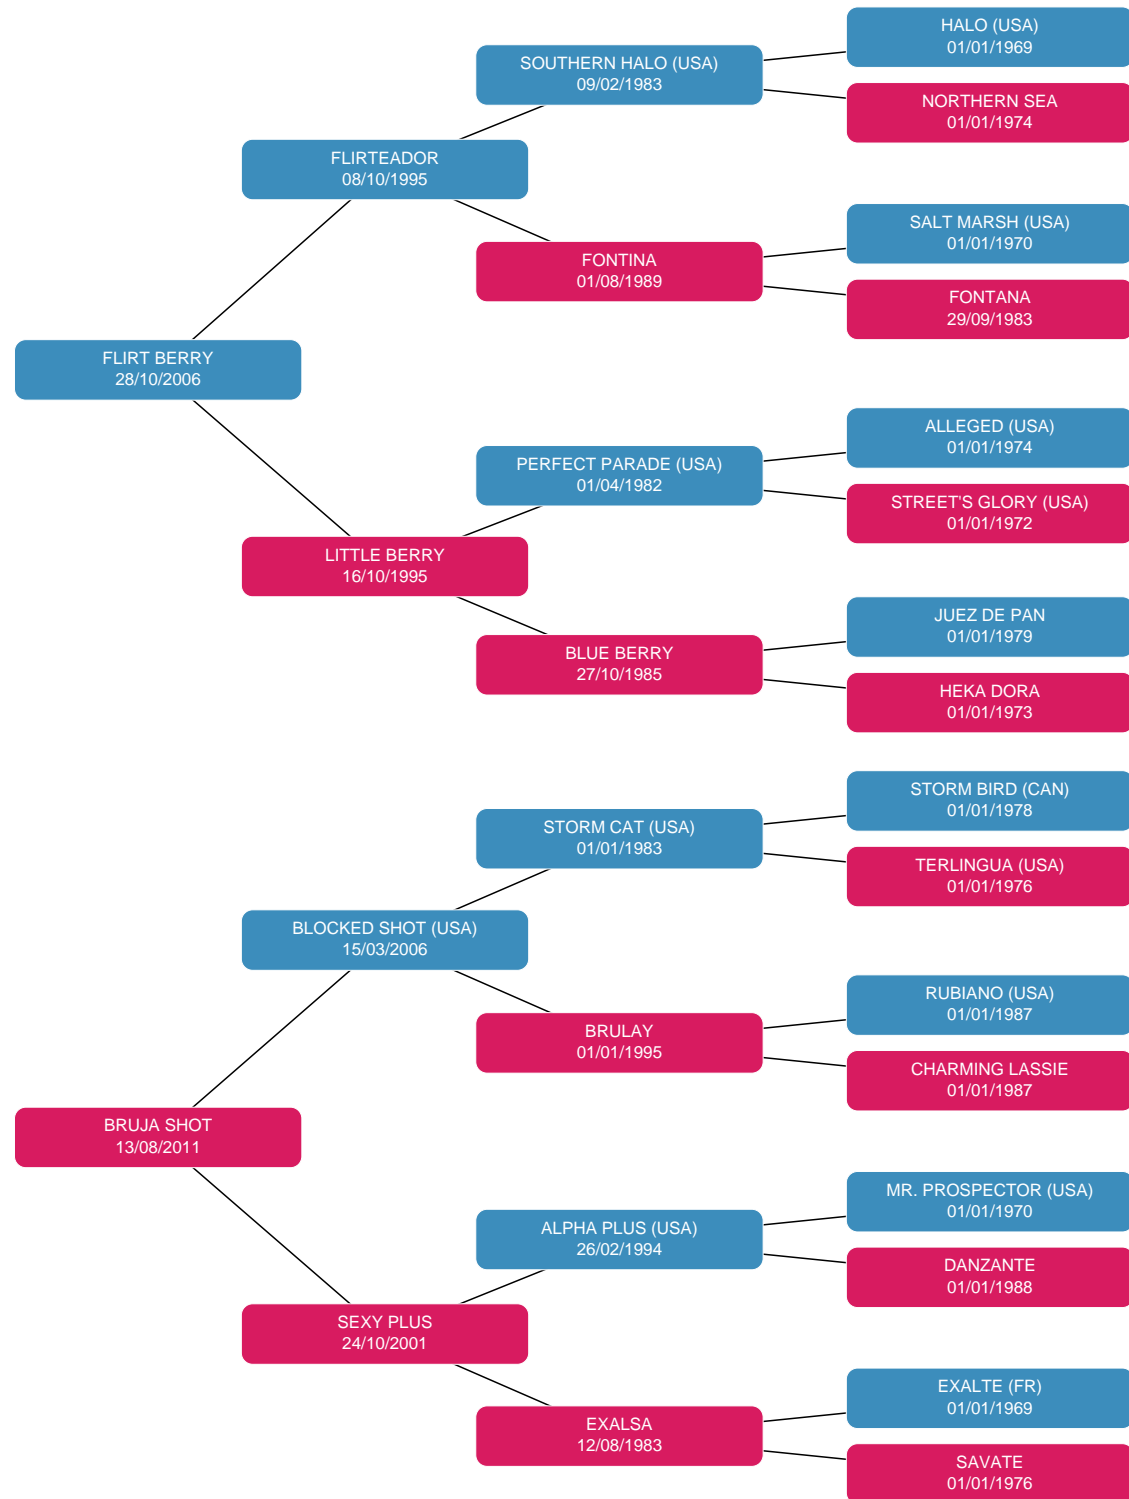 HALO (USA)
01/01/1969
SOUTHERN HALO (USA)
09/02/1983
NORTHERN SEA
01/01/1974
FLIRTEADOR
08/10/1995
SALT MARSH (USA)
01/01/1970
FONTINA
01/08/1989
FONTANA
29/09/1983
FLIRT BERRY
28/10/2006
ALLEGED (USA)
01/01/1974
PERFECT PARADE (USA)
01/04/1982
STREET'S GLORY (USA)
01/01/1972
LITTLE BERRY
16/10/1995
JUEZ DE PAN
01/01/1979
BLUE BERRY
27/10/1985
HEKA DORA
01/01/1973
STORM BIRD (CAN)
01/01/1978
STORM CAT (USA)
01/01/1983
TERLINGUA (USA)
01/01/1976
BLOCKED SHOT (USA)
15/03/2006
RUBIANO (USA)
01/01/1987
BRULAY
01/01/1995
CHARMING LASSIE
01/01/1987
BRUJA SHOT
13/08/2011
MR. PROSPECTOR (USA)
01/01/1970
ALPHA PLUS (USA)
26/02/1994
DANZANTE
01/01/1988
SEXY PLUS
24/10/2001
EXALTE (FR)
01/01/1969
EXALSA
12/08/1983
SAVATE
01/01/1976